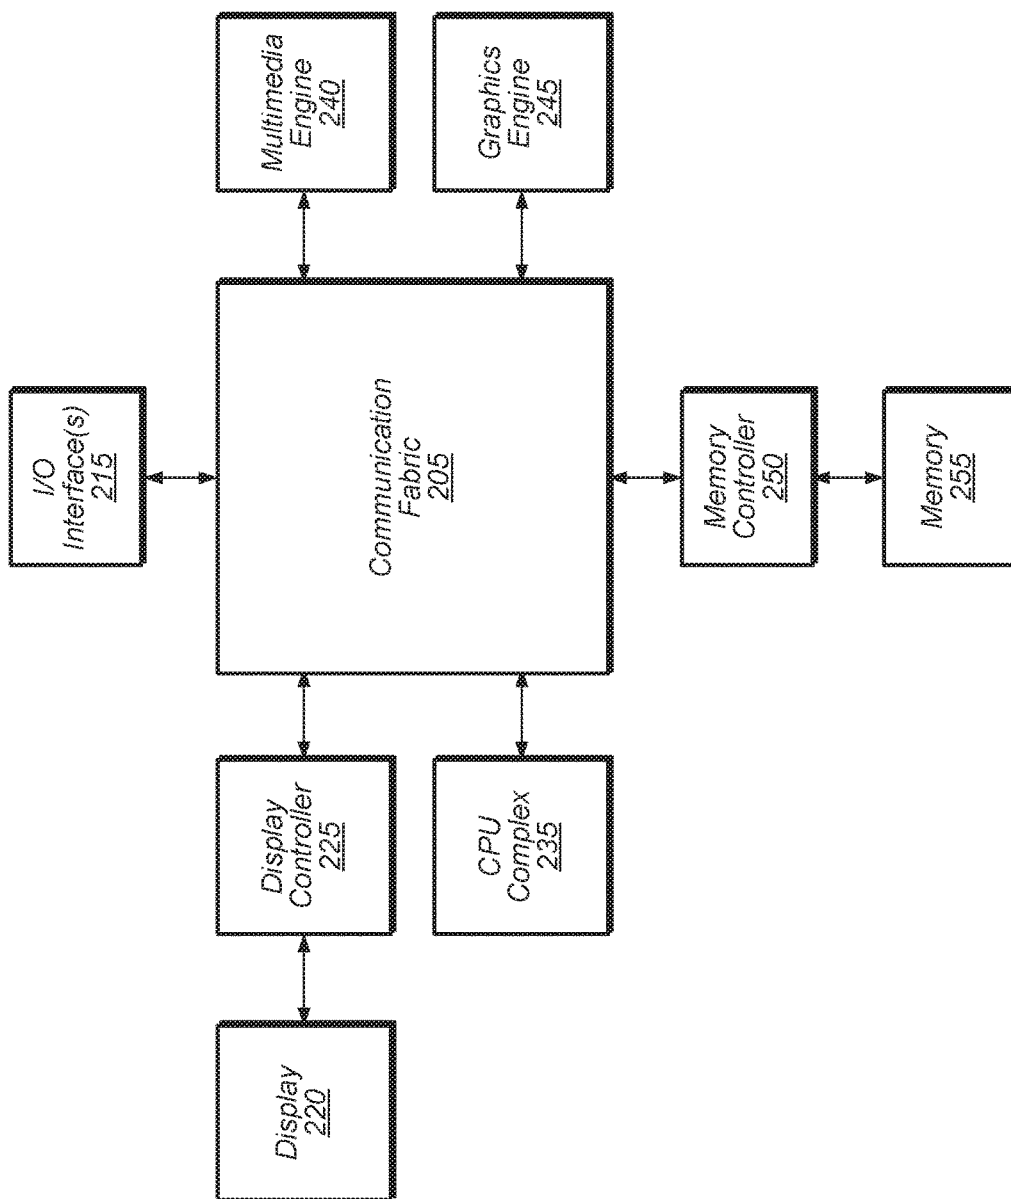 I/O
Interface(s)
215
Multimedia
Engine
240
Graphics
Engine
245
Communication
Fabric
205
Display
220
Display
Controller
225
CPU
Complex
235
Memory
Controller
250
Memory
255